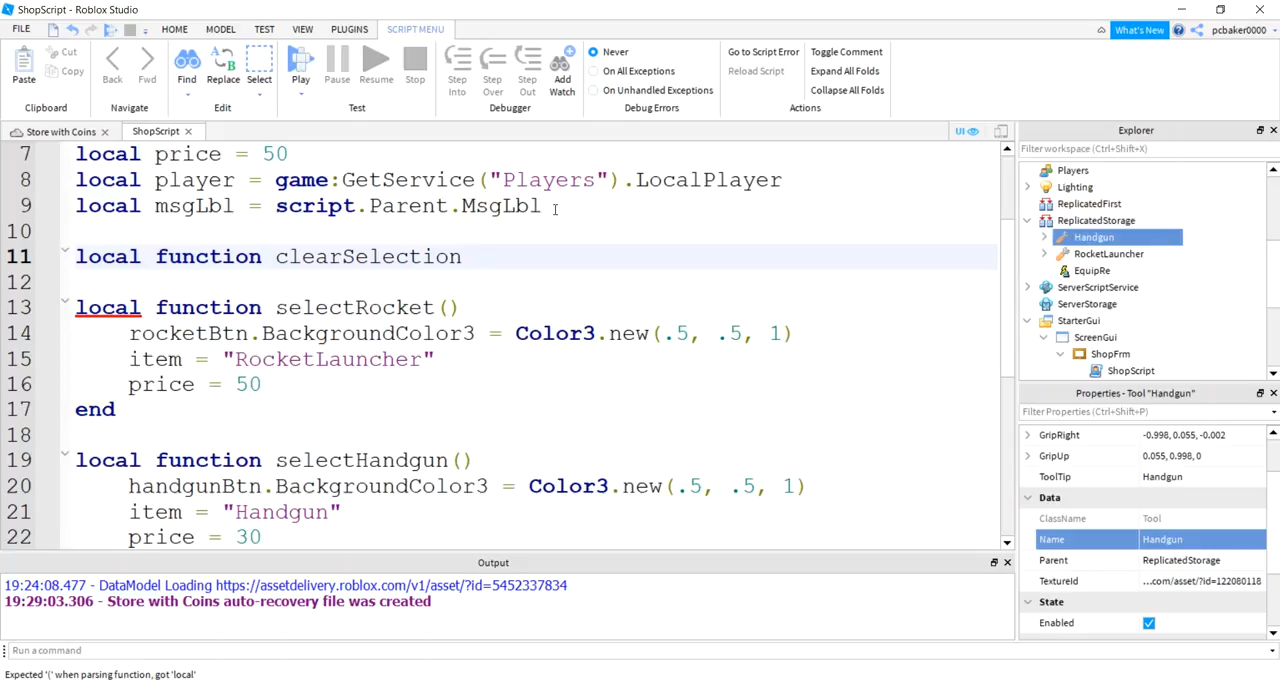 ShopScript - Roblox Studio
FILE HOME MODEL TEST VIEW PLUGINS SCRIPT MENU What's New pcbaker0000
Paste Cut Copy Back Fwd Find Replace Select Play Pause Resume Stop Step Into Step Over Step Out Add Watch
Never
On All Exceptions
On Unhandled Exceptions
Go to Script Error
Reload Script
Toggle Comment
Expand All Folds
Collapse All Folds
Clipboard Navigate Edit Test Debugger Debug Errors Actions
Store with Coins ShopScript UI
7 local price = 50
8 local player = game:GetService("Players").LocalPlayer
9 local msgLbl = script.Parent.MsgLbl
10
11 local function clearSelection
12
13 local function selectRocket()
14 rocketBtn.BackgroundColor3 = Color3.new(.5, .5, 1)
15 item = "RocketLauncher"
16 price = 50
17 end
18
19 local function selectHandgun()
20 handgunBtn.BackgroundColor3 = Color3.new(.5, .5, 1)
21 item = "Handgun"
22 price = 30
Explorer
Filter workspace (Ctrl+Shift+X)
Players
Lighting
ReplicatedFirst
ReplicatedStorage
Handgun
RocketLauncher
EquipRe
ServerScriptService
ServerStorage
StarterGui
ScreenGui
ShopFrm
ShopScript
Properties - Tool "Handgun"
Filter Properties (Ctrl+Shift+P)
GripRight -0.998, 0.055, -0.002
GripUp 0.055, 0.998, 0
ToolTip Handgun
Data
ClassName Tool
Name Handgun
Parent ReplicatedStorage
TextureId ...com/asset/?id=122080118
State
Enabled
Output
19:24:08.477 - DataModel Loading https://assetdelivery.roblox.com/v1/asset/?id=5452337834
19:29:03.306 - Store with Coins auto-recovery file was created
Run a command
Expected '(' when parsing function, got 'local'